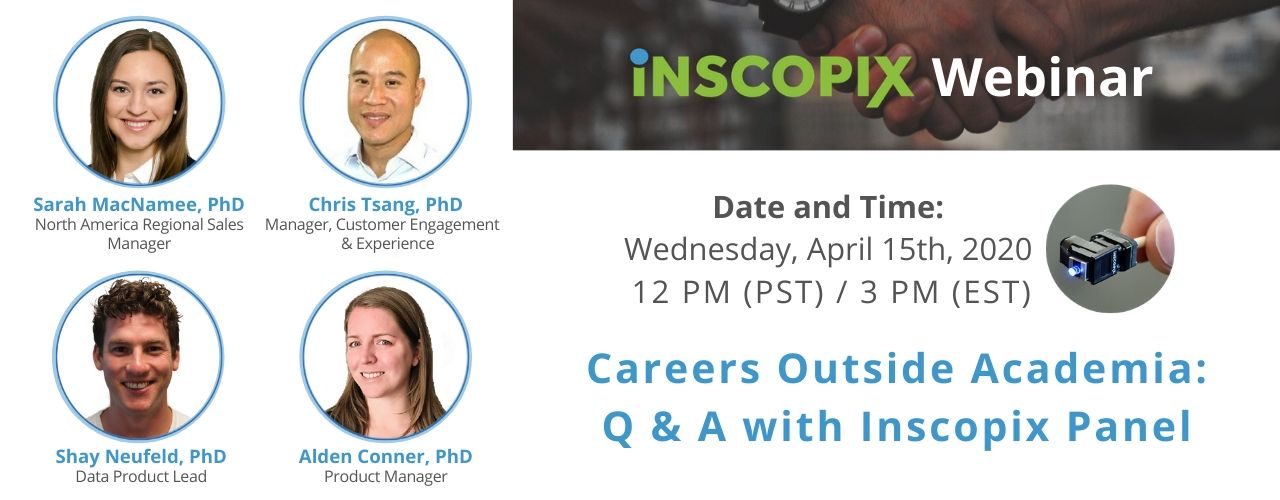 Sarah MacNamee, PhD
North America Regional Sales
Manager
Chris Tsang, PhD
Manager, Customer Engagement
& Experience
Shay Neufeld, PhD
Data Product Lead
Alden Conner, PhD
Product Manager
iNSCOPIX Webinar
Date and Time:
Wednesday, April 15th, 2020
12 PM (PST) / 3 PM (EST)
Careers Outside Academia:
Q & A with Inscopix Panel